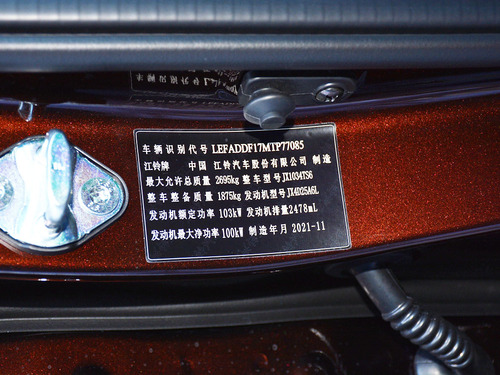 车辆识别代号 LEFADDF17MTP77085
江铃牌 中国 江铃汽车股份有限公司 制造
最大允许总质量 2695kg 整车型号 JX1034TS6
整车整备质量 1875kg 发动机型号 JX4D25A6L
发动机额定功率 103kW 发动机排量 2478mL
发动机最大净功率 100kW 制造年月 2021-11